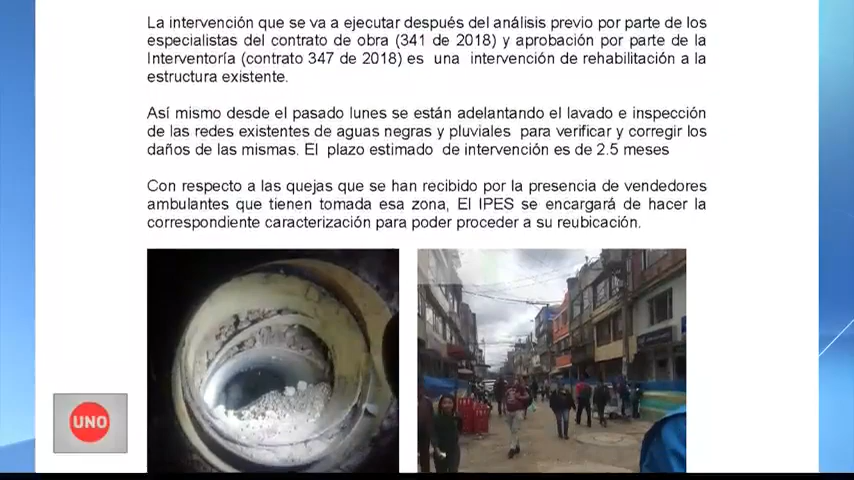 La intervención que se va a ejecutar después del análisis previo por parte de los
especialistas del contrato de obra (341 de 2018) y aprobación por parte de la
Interventoría (contrato 347 de 2018) es una intervención de rehabilitación a la
estructura existente.
Así mismo desde el pasado lunes se están adelantando el lavado e inspección
de las redes existentes de aguas negras y pluviales para verificar y corregir los
daños de las mismas. El plazo estimado de intervención es de 2.5 meses
Con respecto a las quejas que se han recibido por la presencia de vendedores
ambulantes que tienen tomada esa zona, El IPES se encargará de hacer la
correspondiente caracterización para poder proceder a su reubicación.
UNO